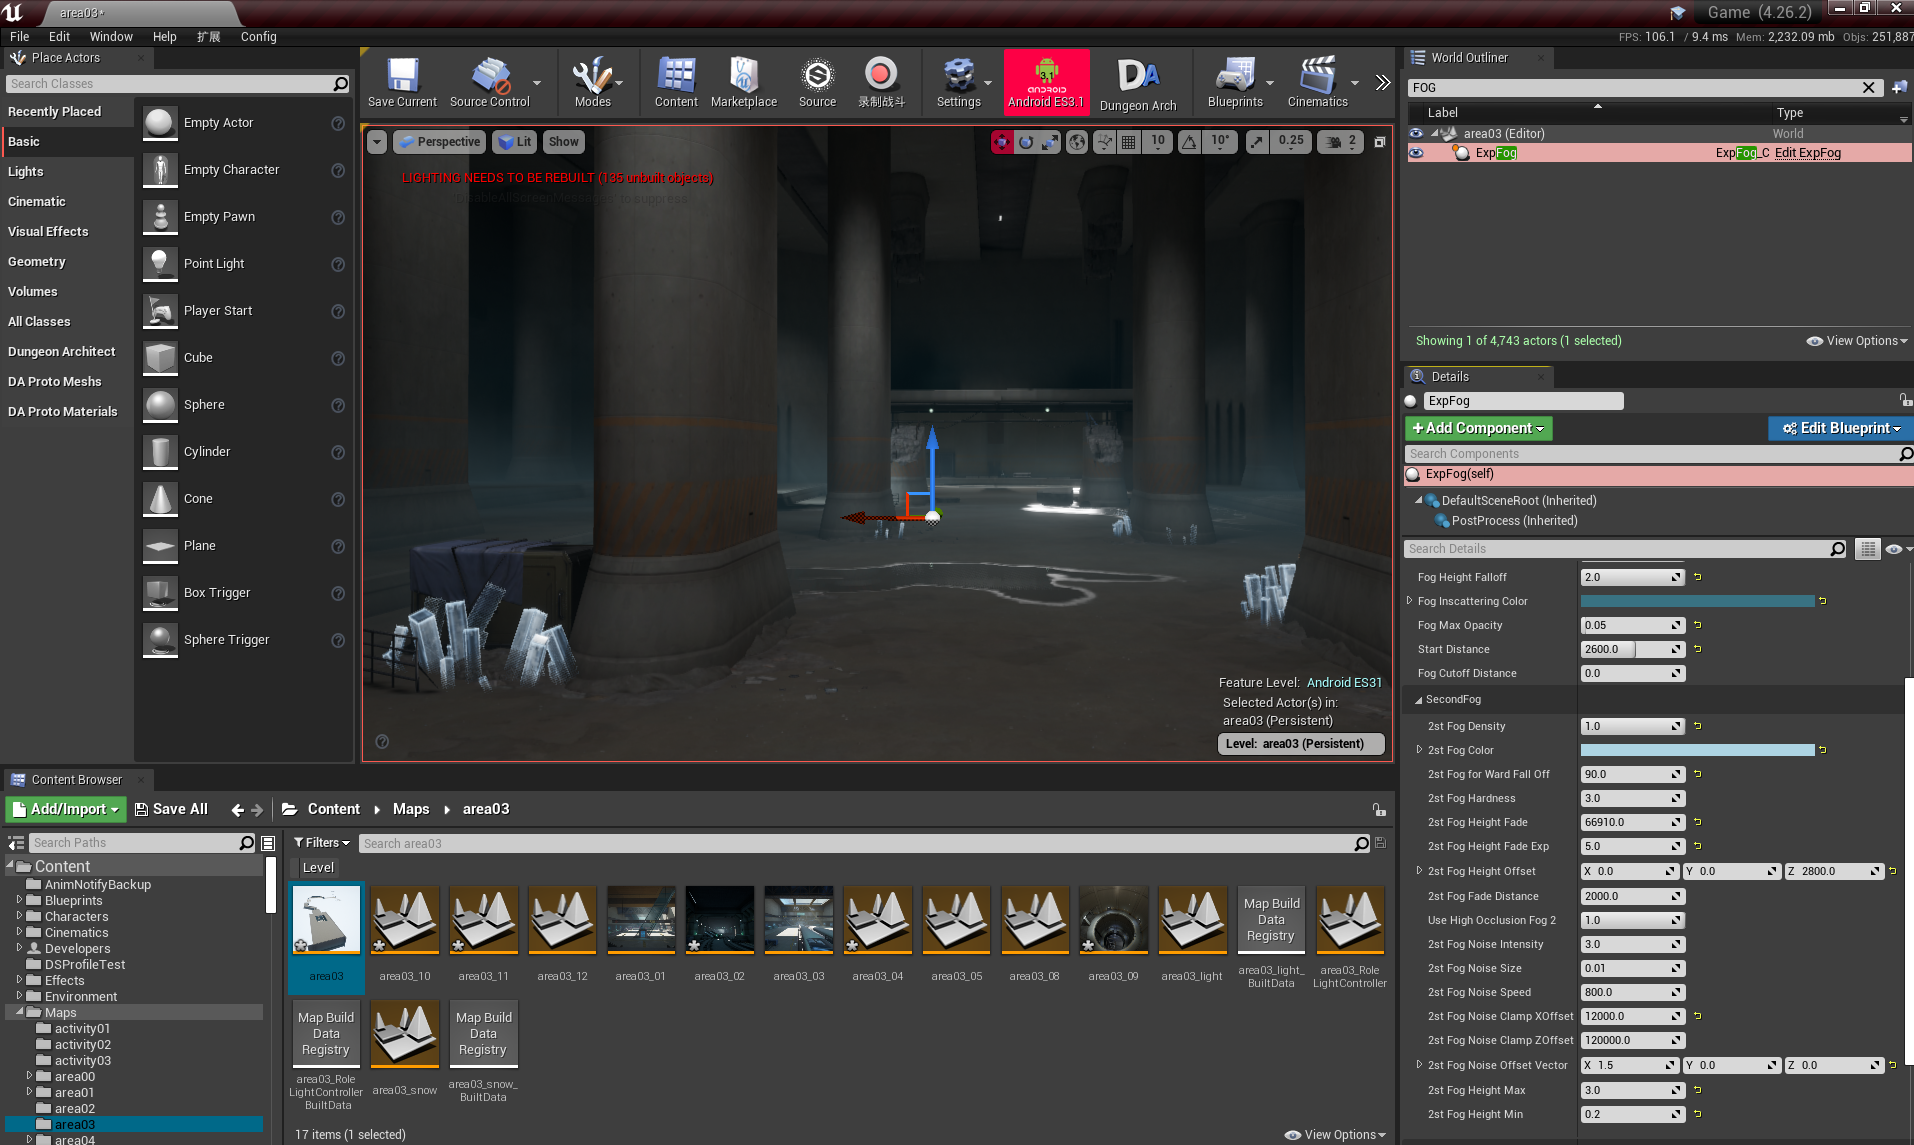 area03*
Game (4.26.2)
File Edit Window Help 扩展 Config
FPS: 106.1 / 9.4 ms Mem: 2,232.09 mb Objs: 251,887
Place Actors
Search Classes
Recently Placed
Basic
Lights
Cinematic
Visual Effects
Geometry
Volumes
All Classes
Dungeon Architect
DA Proto Meshs
DA Proto Materials
Empty Actor
Empty Character
Empty Pawn
Point Light
Player Start
Cube
Sphere
Cylinder
Cone
Plane
Box Trigger
Sphere Trigger
Save Current
Source Control
Modes
Content
Marketplace
Source
录制战斗
Settings
3.1
ANDROID
Android ES3.1
DA
Dungeon Arch
Blueprints
Cinematics
Perspective Lit Show
10 10° 0.25 2
LIGHTING NEEDS TO BE REBUILT (135 unbuilt objects)
'DisableAllScreenMessages' to suppress
Feature Level: Android ES31
Selected Actor(s) in:
area03 (Persistent)
Level: area03 (Persistent)
World Outliner
FOG
Label Type
area03 (Editor) World
ExpFog ExpFog_C Edit ExpFog
Showing 1 of 4,743 actors (1 selected)
View Options
Details
ExpFog
+Add Component Edit Blueprint
Search Components
ExpFog(self)
DefaultSceneRoot (Inherited)
PostProcess (Inherited)
Search Details
Fog Height Falloff 2.0
Fog Inscattering Color
Fog Max Opacity 0.05
Start Distance 2600.0
Fog Cutoff Distance 0.0
SecondFog
2st Fog Density 1.0
2st Fog Color
2st Fog for Ward Fall Off 90.0
2st Fog Hardness 3.0
2st Fog Height Fade 66910.0
2st Fog Height Fade Exp 5.0
2st Fog Height Offset X 0.0 Y 0.0 Z 2800.0
2st Fog Fade Distance 2000.0
Use High Occlusion Fog 2 1.0
2st Fog Noise Intensity 3.0
2st Fog Noise Size 0.01
2st Fog Noise Speed 800.0
2st Fog Noise Clamp XOffset 12000.0
2st Fog Noise Clamp ZOffset 120000.0
2st Fog Noise Offset Vector X 1.5 Y 0.0 Z 0.0
2st Fog Height Max 3.0
2st Fog Height Min 0.2
Content Browser
Add/Import Save All Content Maps area03
Search Paths
Content
AnimNotifyBackup
Blueprints
Characters
Cinematics
Developers
DSProfileTest
Effects
Environment
Maps
activity01
activity02
activity03
area00
area01
area02
area03
area04
Filters Search area03
Level
area03
area03_10
area03_11
area03_12
area03_01
area03_02
area03_03
area03_04
area03_05
area03_08
area03_09
area03_light
Map Build
Data
Registry
area03_light_
BuiltData
area03_Role
LightController
Map Build
Data
Registry
area03_Role
LightController
BuiltData
area03_snow
Map Build
Data
Registry
area03_snow_
BuiltData
17 items (1 selected)
View Options